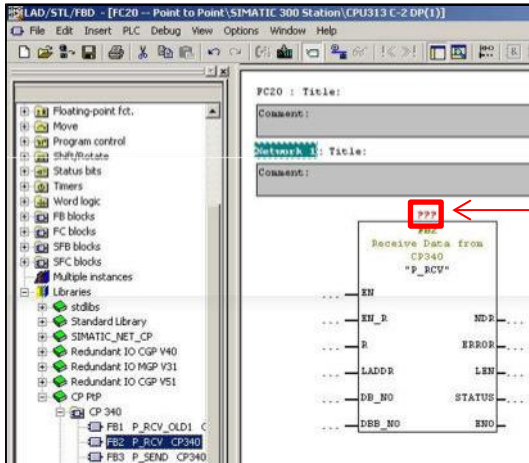 LAD/STL/FBD - [FC20 -- Point to Point\SIMATIC 300 Station\CPU313 C-2 DP(1)]
File Edit Insert PLC Debug View Options Window Help
Floating-point fct.
Move
Program control
Shift/Rotate
Status bits
Timers
Word logic
FB blocks
FC blocks
SFB blocks
SFC blocks
Multiple instances
Libraries
stdlibs
Standard Library
SIMATIC_NET_CP
Redundant IO CGP V40
Redundant IO MGP V31
Redundant IO CGP V51
CP PtP
CP 340
FB1 P_RCV_OLD1 C
FB2 P_RCV CP340
FB3 P_SEND CP340
FC20 : Title:
Comment:
Network 1: Title:
Comment:
???
FB2
Receive Data from
CP340
"P_RCV"
... EN
... EN_R NDR ...
... R ERROR ...
... LADDR LEN ...
... DB_NO STATUS ...
... DBB_NO ENO